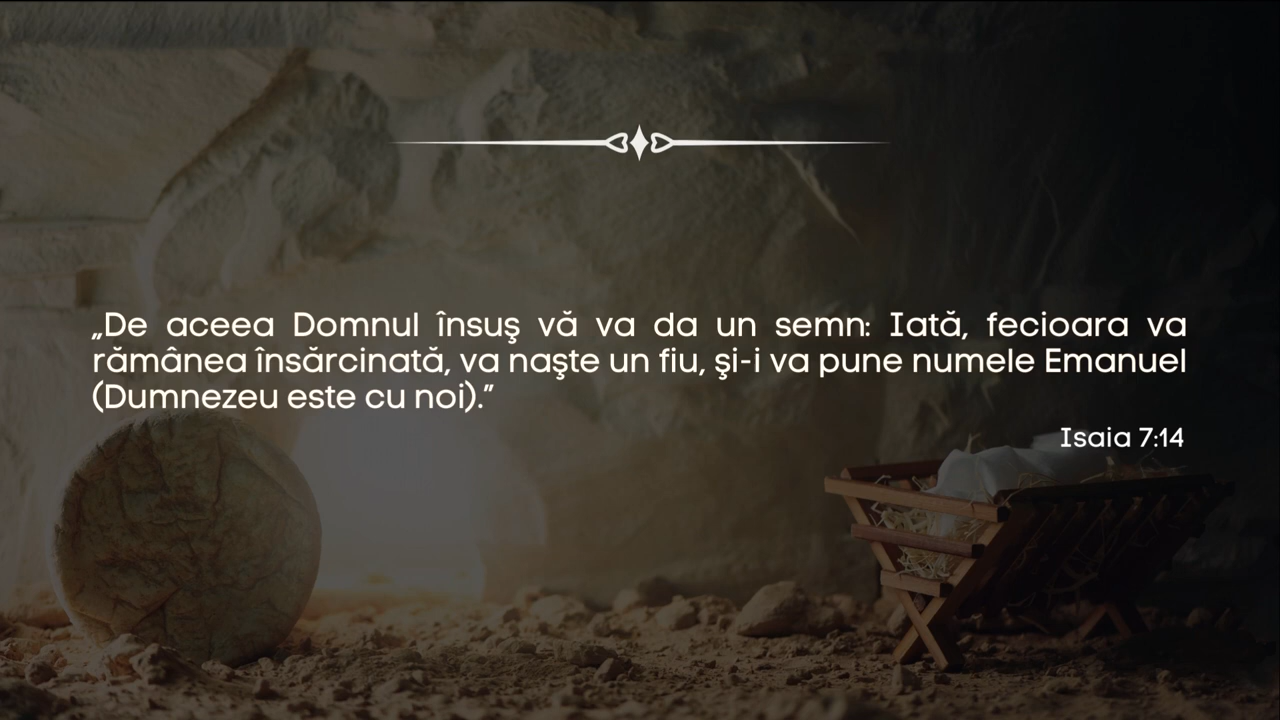 „De aceea Domnul însuş vă va da un semn: Iată, fecioara va
rămânea însărcinată, va naşte un fiu, şi-i va pune numele Emanuel
(Dumnezeu este cu noi).”
Isaia 7:14